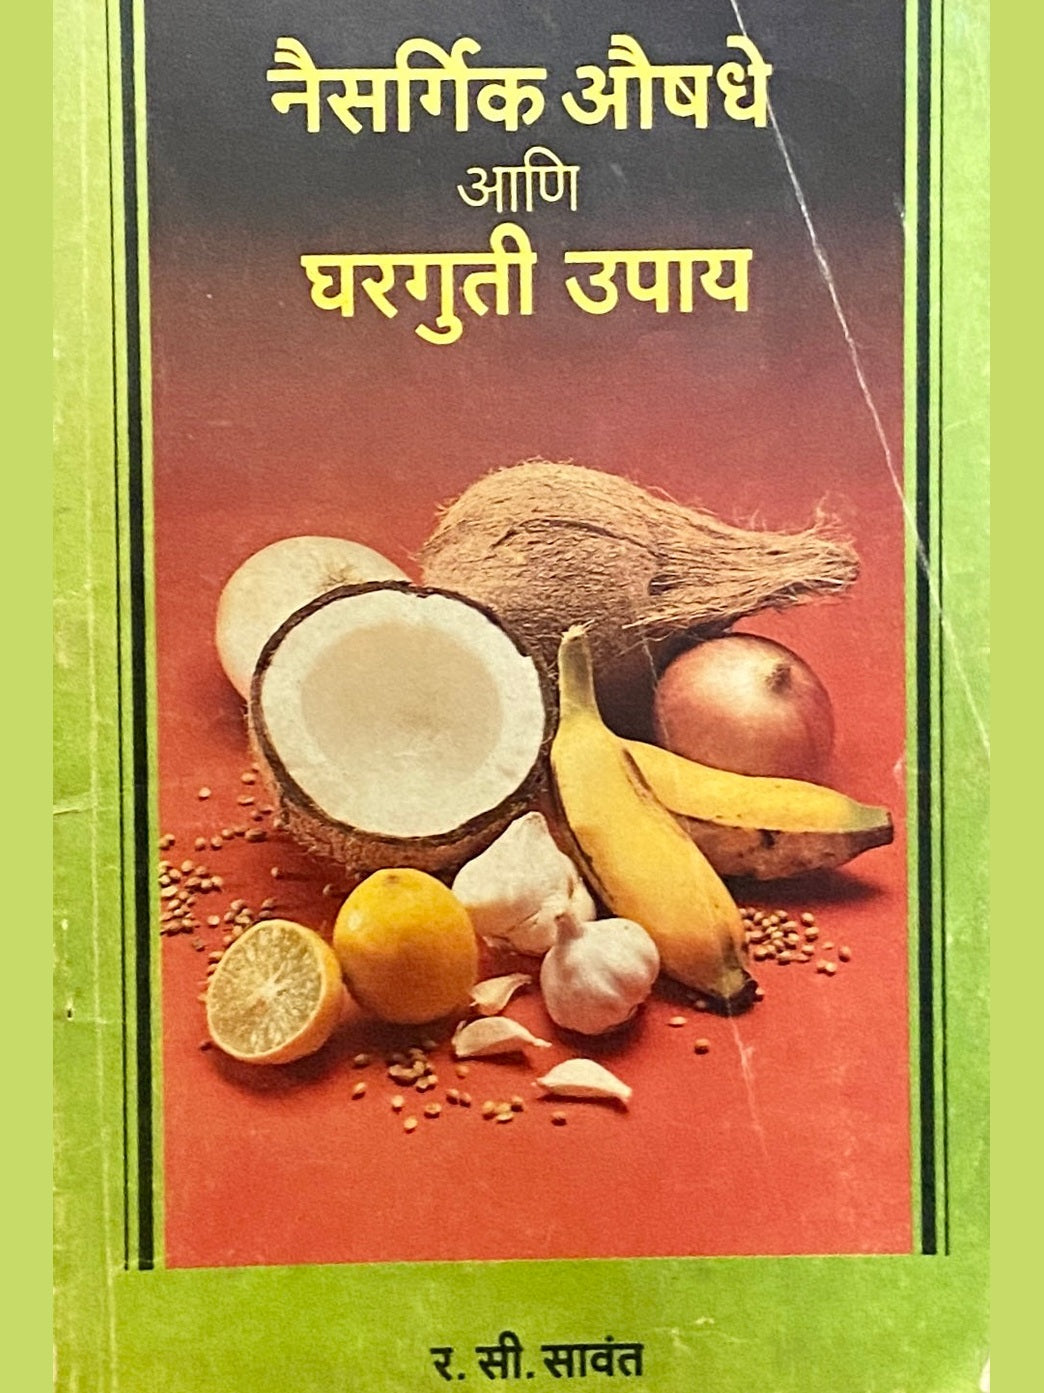 नैसर्गिक औषधे
आणि
घरगुती उपाय
र. सी. सावंत